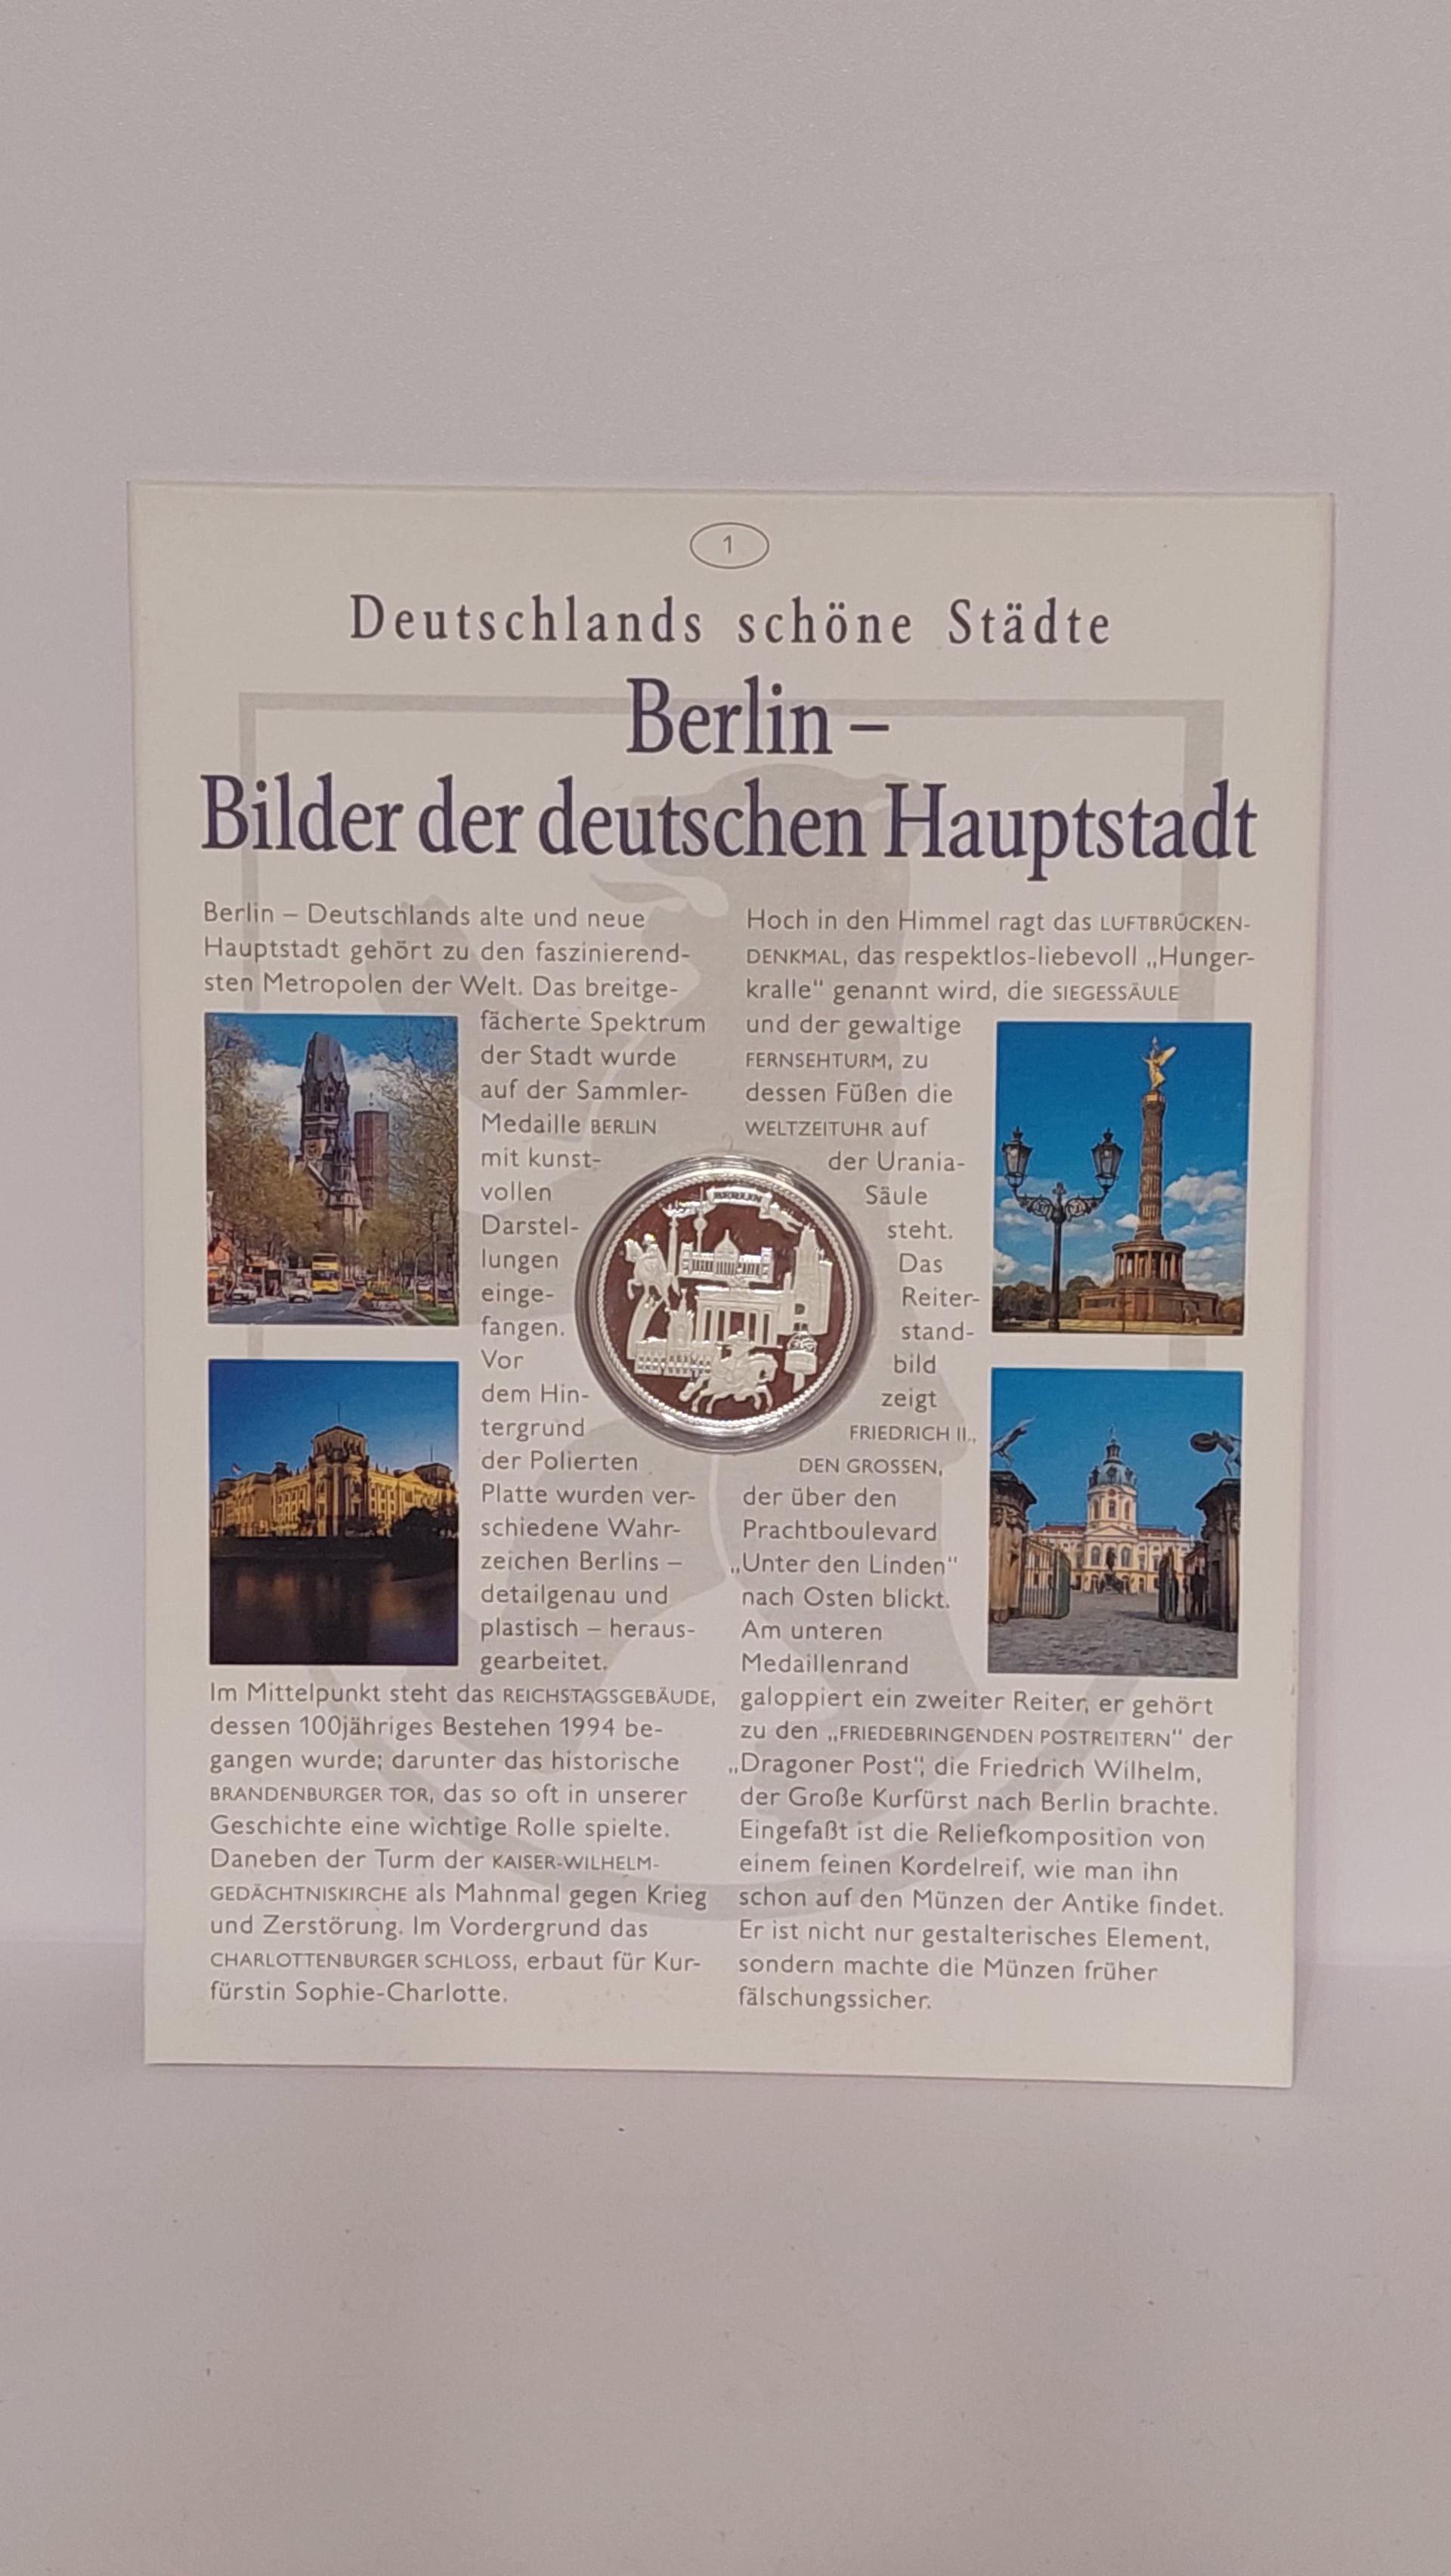 1
Deutschlands schöne Städte
Berlin –
Bilder der deutschen Hauptstadt
Berlin – Deutschlands alte und neue
Hauptstadt gehört zu den faszinierend-
sten Metropolen der Welt. Das breitge-
fächerte Spektrum
der Stadt wurde
auf der Sammler-
Medaille BERLIN
mit kunst-
vollen
Darstel-
lungen
einge-
fangen.
Vor
dem Hin-
tergrund
der Polierten
Platte wurden ver-
schiedene Wahr-
zeichen Berlins –
detailgenau und
plastisch – heraus-
gearbeitet.
Im Mittelpunkt steht das REICHSTAGSGEBÄUDE,
dessen 100jähriges Bestehen 1994 be-
gangen wurde; darunter das historische
BRANDENBURGER TOR, das so oft in unserer
Geschichte eine wichtige Rolle spielte.
Daneben der Turm der KAISER-WILHELM-
GEDÄCHTNISKIRCHE als Mahnmal gegen Krieg
und Zerstörung. Im Vordergrund das
CHARLOTTENBURGER SCHLOSS, erbaut für Kur-
fürstin Sophie-Charlotte.
Hoch in den Himmel ragt das LUFTBRÜCKEN-
DENKMAL, das respektlos-liebevoll „Hunger-
kralle“ genannt wird, die SIEGESSÄULE
und der gewaltige
FERNSEHTURM, zu
dessen Füßen die
WELTZEITUHR auf
der Urania-
Säule
steht.
Das
Reiter-
stand-
bild
zeigt
FRIEDRICH II.,
DEN GROSSEN,
der über den
Prachtboulevard
„Unter den Linden“
nach Osten blickt.
Am unteren
Medaillenrand
galoppiert ein zweiter Reiter, er gehört
zu den „FRIEDEBRINGENDEN POSTREITERN“ der
„Dragoner Post“, die Friedrich Wilhelm,
der Große Kurfürst nach Berlin brachte.
Eingefaßt ist die Reliefkomposition von
einem feinen Kordelreif, wie man ihn
schon auf den Münzen der Antike findet.
Er ist nicht nur gestalterisches Element,
sondern machte die Münzen früher
fälschungssicher.
BERLIN